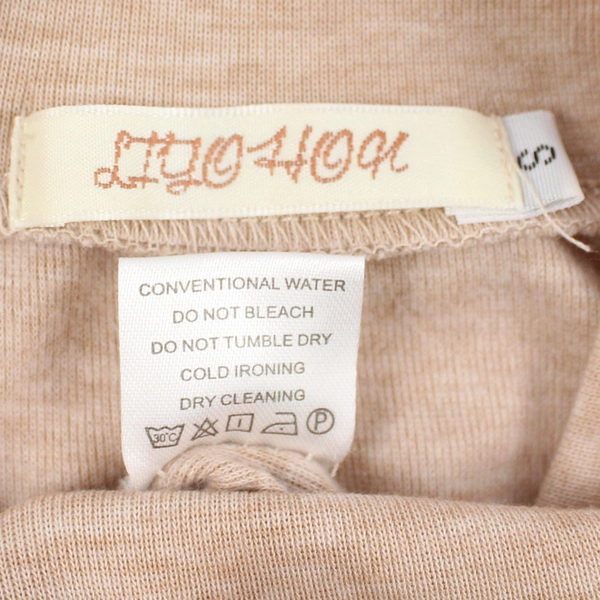 LIYOHOU
S
CONVENTIONAL WATER
DO NOT BLEACH
DO NOT TUMBLE DRY
COLD IRONING
DRY CLEANING
30°C P